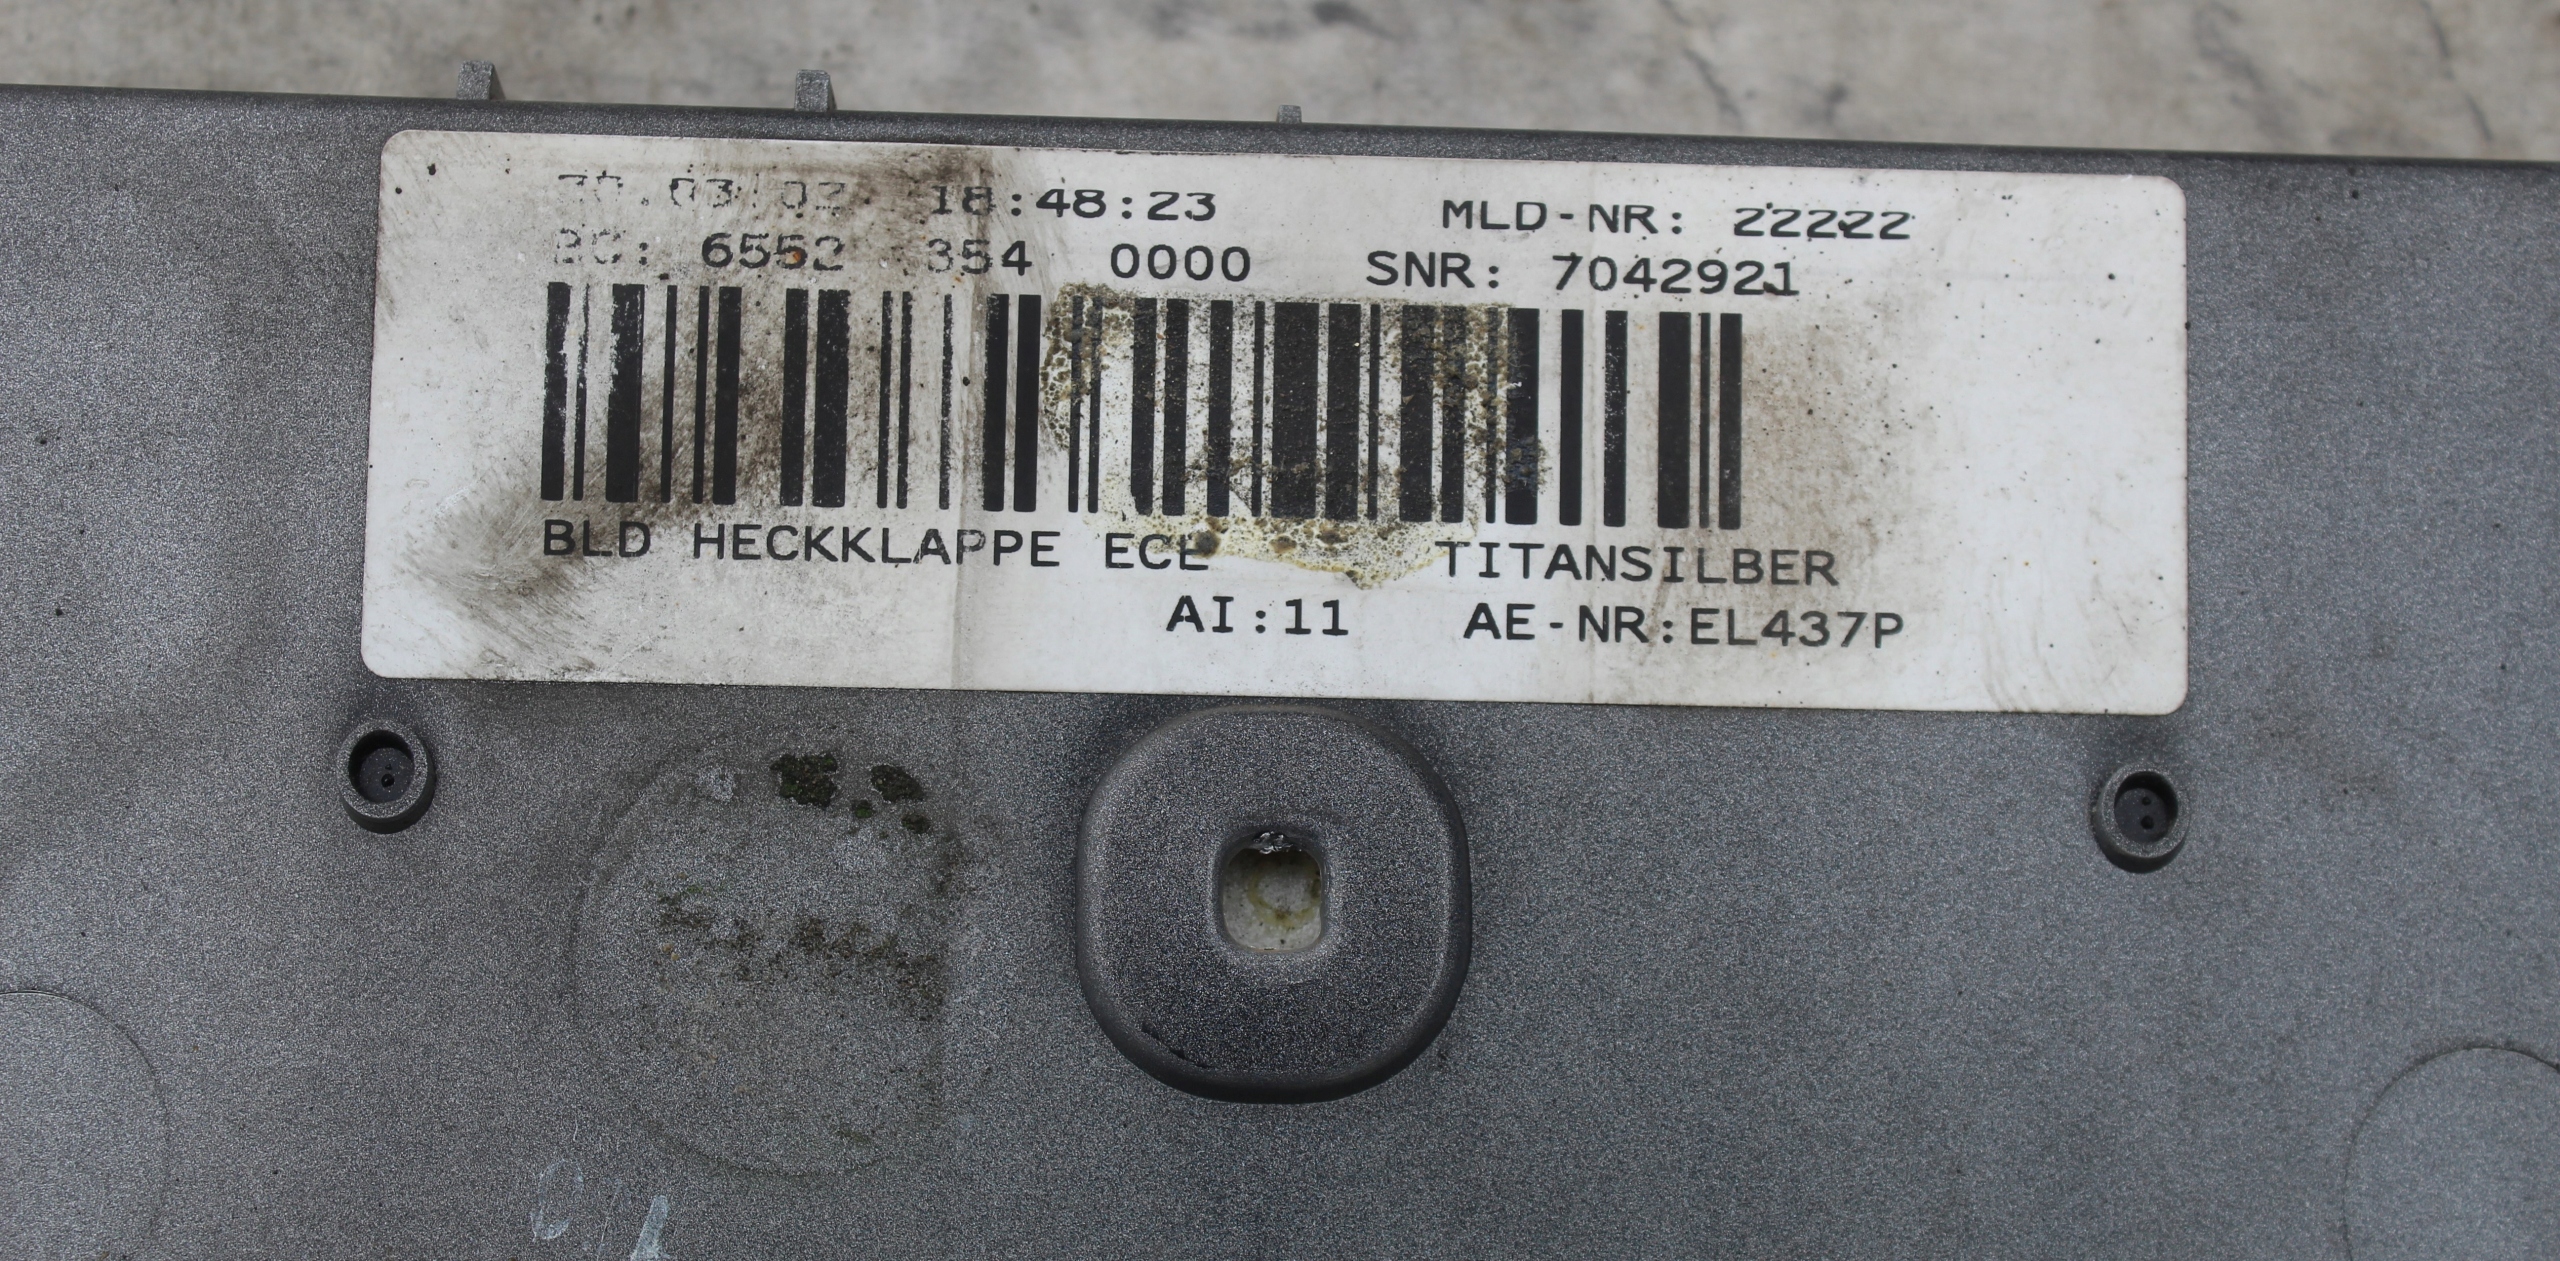 18:48:23 MLD-NR: 22222
6552 354 0000 SNR: 7042921
BLD HECKKLAPPE ECE TITANSILBER
AI:11 AE-NR:EL437P